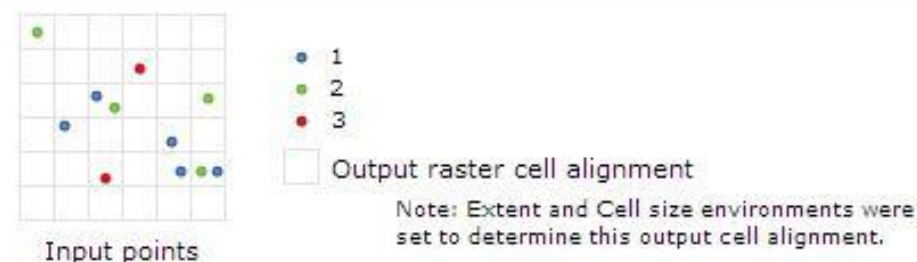 1
2
3
Output raster cell alignment
Note: Extent and Cell size environments were
set to determine this output cell alignment.
Input points